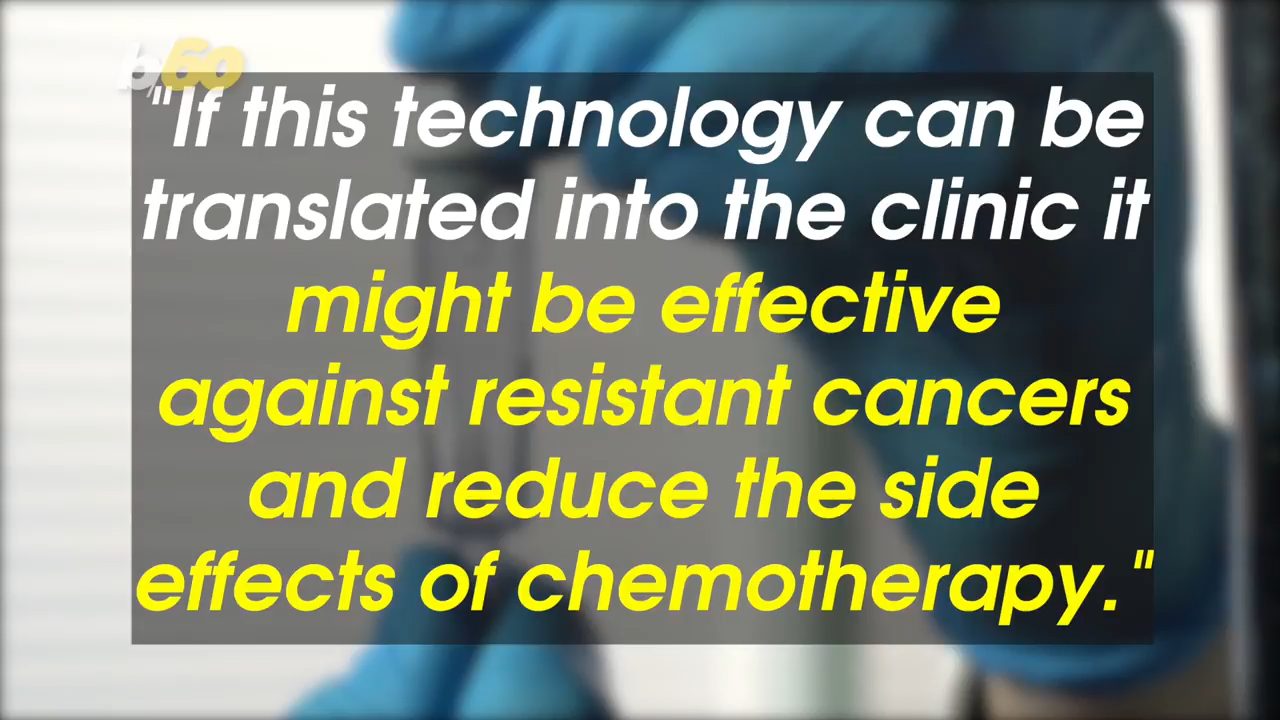 b/60
"If this technology can be
translated into the clinic it
might be effective
against resistant cancers
and reduce the side
effects of chemotherapy."